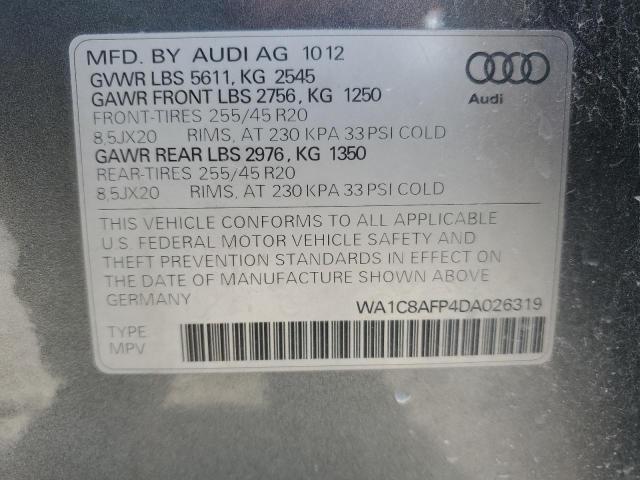 MFD. BY AUDI AG 10 12
GVWR LBS 5611, KG 2545
GAWR FRONT LBS 2756, KG 1250
FRONT-TIRES 255/45 R20
8,5JX20 RIMS, AT 230 KPA 33 PSI COLD
GAWR REAR LBS 2976, KG 1350
REAR-TIRES 255/45 R20
8,5JX20 RIMS, AT 230 KPA 33 PSI COLD
Audi
THIS VEHICLE CONFORMS TO ALL APPLICABLE
U.S. FEDERAL MOTOR VEHICLE SAFETY AND
THEFT PREVENTION STANDARDS IN EFFECT ON
THE DATE OF MANUFACTURE SHOWN ABOVE
GERMANY
WA1C8AFP4DA026319
TYPE
MPV